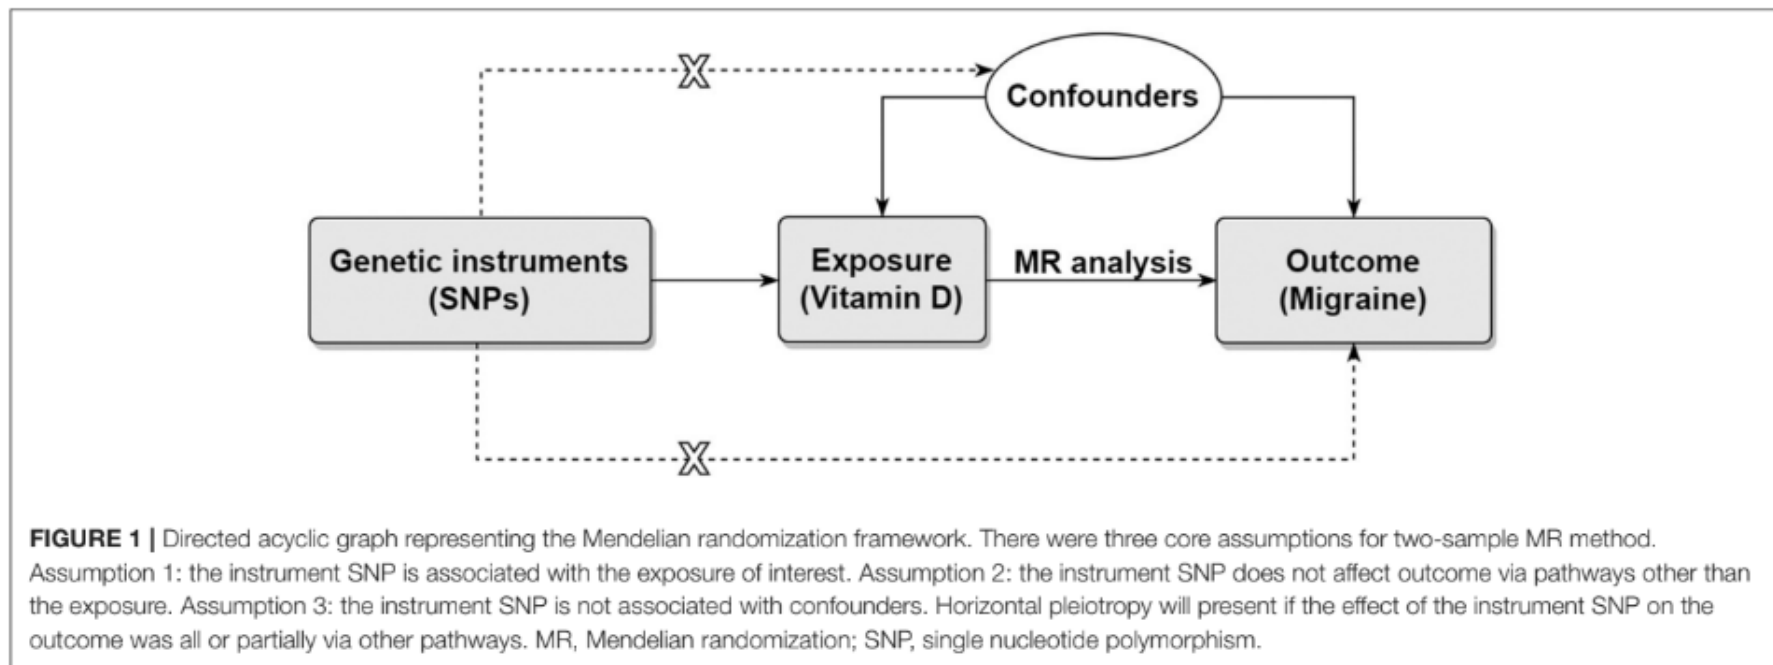 X
Confounders
Genetic instruments
(SNPs)
Exposure
(Vitamin D)
MR analysis
Outcome
(Migraine)
X
FIGURE 1 | Directed acyclic graph representing the Mendelian randomization framework. There were three core assumptions for two-sample MR method.
Assumption 1: the instrument SNP is associated with the exposure of interest. Assumption 2: the instrument SNP does not affect outcome via pathways other than
the exposure. Assumption 3: the instrument SNP is not associated with confounders. Horizontal pleiotropy will present if the effect of the instrument SNP on the
outcome was all or partially via other pathways. MR, Mendelian randomization; SNP, single nucleotide polymorphism.